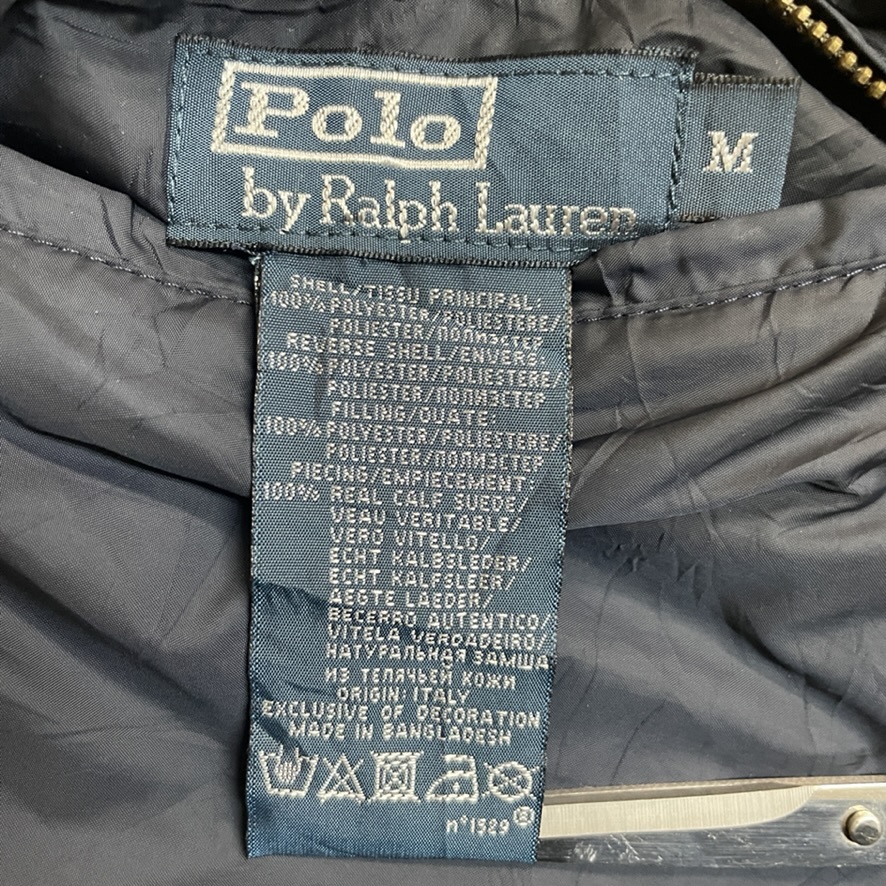 Polo
by Ralph Lauren
M
SHELL/TISSU PRINCIPAL:
100% POLYESTER/POLIESTERE/
POLIESTER/ПОЛИЭСТЕР
REVERSE SHELL/ENVERS:
100% POLYESTER/POLIESTERE/
POLIESTER/ПОЛИЭСТЕР
FILLING/OUATE:
100% POLYESTER/POLIESTERE/
POLIESTER/ПОЛИЭСТЕР
PIECING/EMPIECEMENT:
100% REAL CALF SUEDE/
VEAU VERITABLE/
VERO VITELLO/
ECHT KALBSLEDER/
ECHT KALFSLEER/
AEGTE LAEDER/
BECERRO AUTENTICO/
VITELA VERDADEIRO/
НАТУРАЛЬНАЯ ЗАМША
ИЗ ТЕЛЯЧЬЕЙ КОЖИ
ORIGIN: ITALY
EXCLUSIVE OF DECORATION
MADE IN BANGLADESH
n°1529 ®